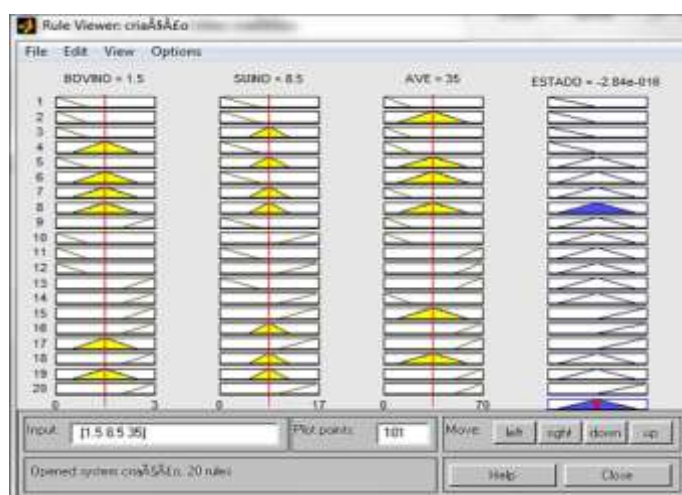 Rule Viewer: criaÃ§Ã£o
File Edit View Options
BOVINO = 1.5
SUINO = 8.5
AVE = 35
ESTADO = -2.84e-018
1
2
3
4
5
6
7
8
9
10
11
12
13
14
15
16
17
18
19
20
0 3
0 17
0 70
Input: [1.5 8.5 35]
Plot points: 101
Move: left right down up
Opened system criaÃ§Ã£o, 20 rules
Help
Close